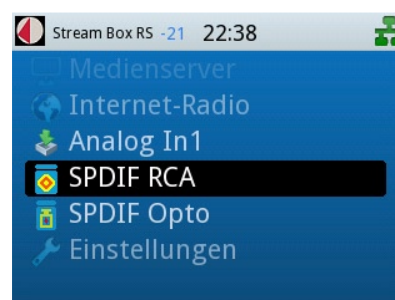 Stream Box RS -21 22:38
Medienserver
Internet-Radio
Analog In1
SPDIF RCA
SPDIF Opto
Einstellungen